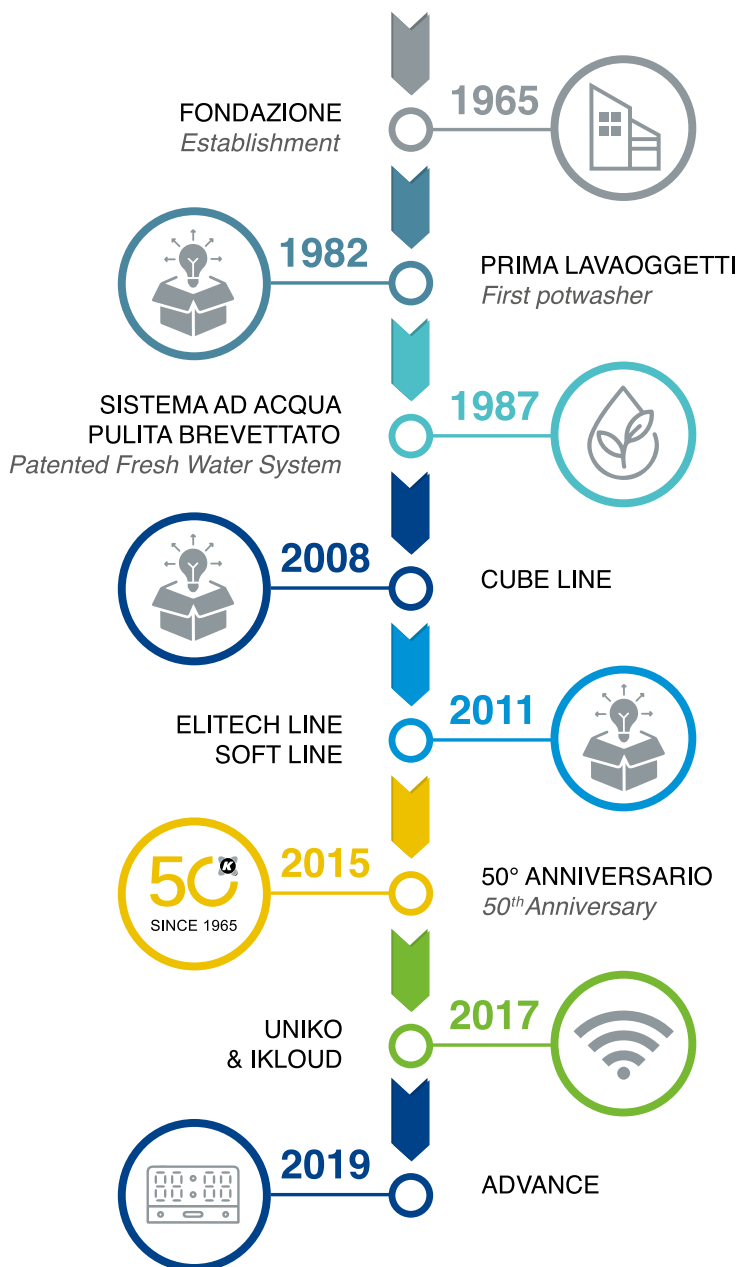 1965
FONDAZIONE
Establishment
1982
PRIMA LAVAOGGETTI
First potwasher
1987
SISTEMA AD ACQUA
PULITA BREVETTATO
Patented Fresh Water System
2008
CUBE LINE
2011
ELITECH LINE
SOFT LINE
2015
50 K
SINCE 1965
50° ANNIVERSARIO
50th Anniversary
2017
UNIKO
& IKLOUD
2019
88:88
ADVANCE